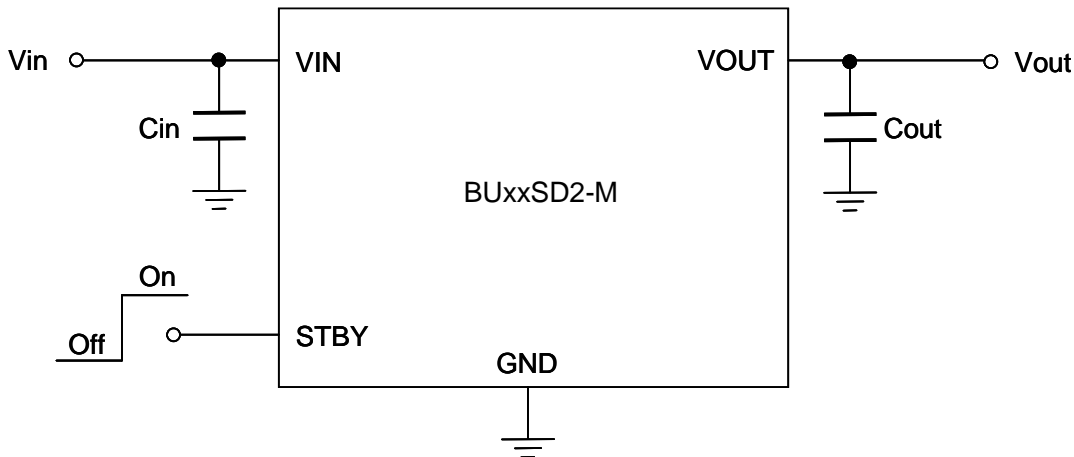 Vin
VIN
VOUT
Vout
Cin
Cout
BUxxSD2-M
On
Off
STBY
GND